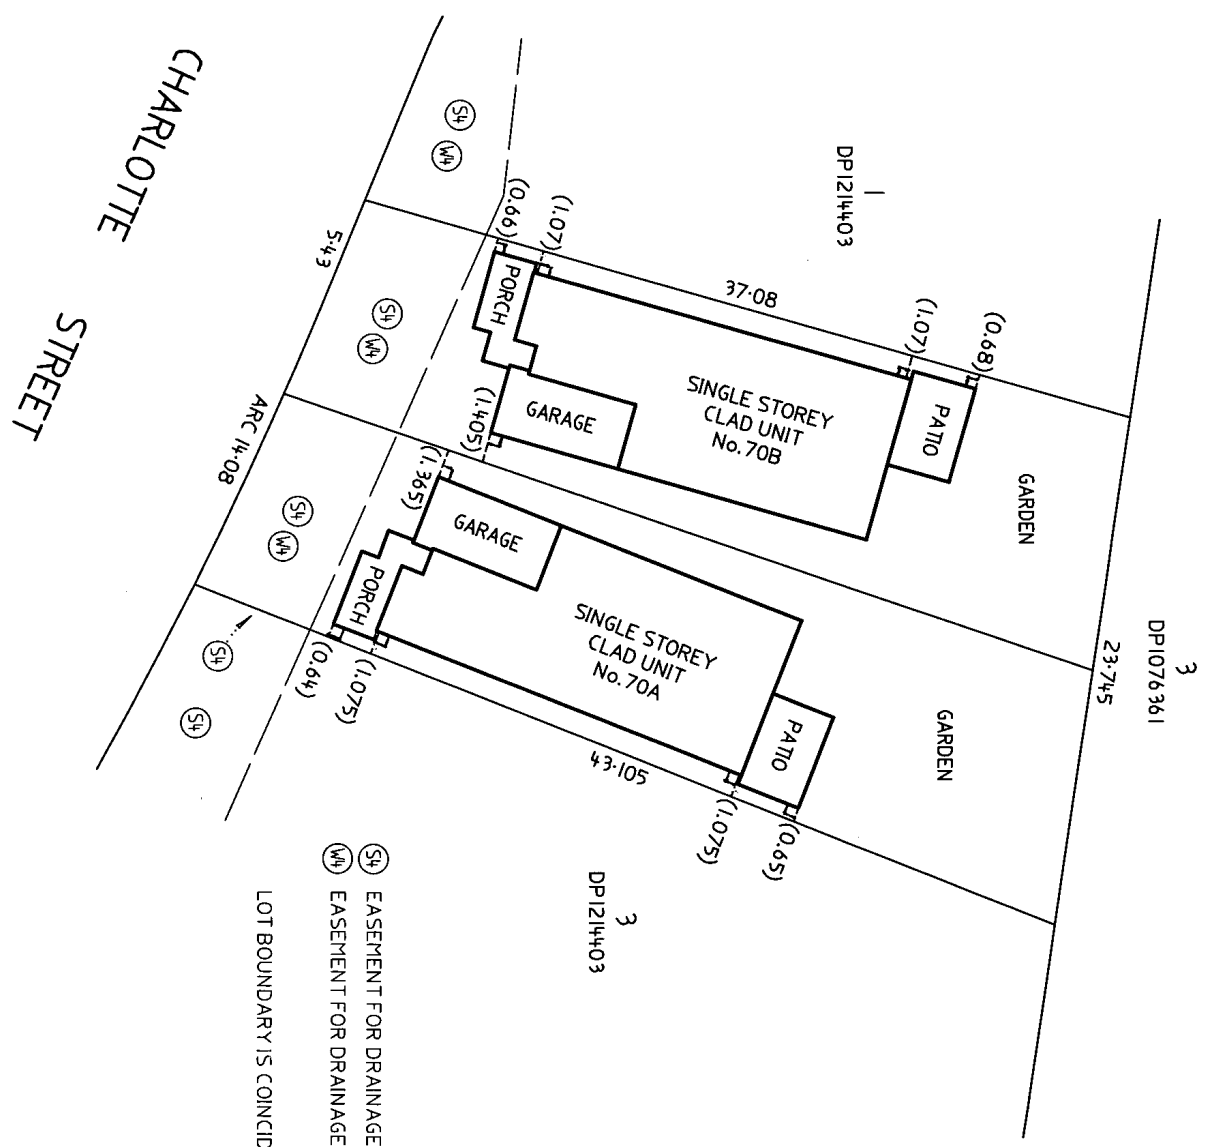 CHARLOTTE STREET
S4
W4
5·43
S4
W4
ARC 14·08
S4
W4
S4
S4
1
DP1214403
(0.66)
(1.07)
37·08
(1.07)
(0.68)
PORCH
GARAGE
(1.405)
SINGLE STOREY
CLAD UNIT
No. 70B
PATIO
GARDEN
(1.365)
GARAGE
PORCH
(0.64)
(1.075)
SINGLE STOREY
CLAD UNIT
No. 70A
PATIO
GARDEN
43·105
(1.075)
(0.65)
23·745
3
DP1076361
3
DP1214403
S4 EASEMENT FOR DRAINAGE
W4 EASEMENT FOR DRAINAGE
LOT BOUNDARY IS COINCID